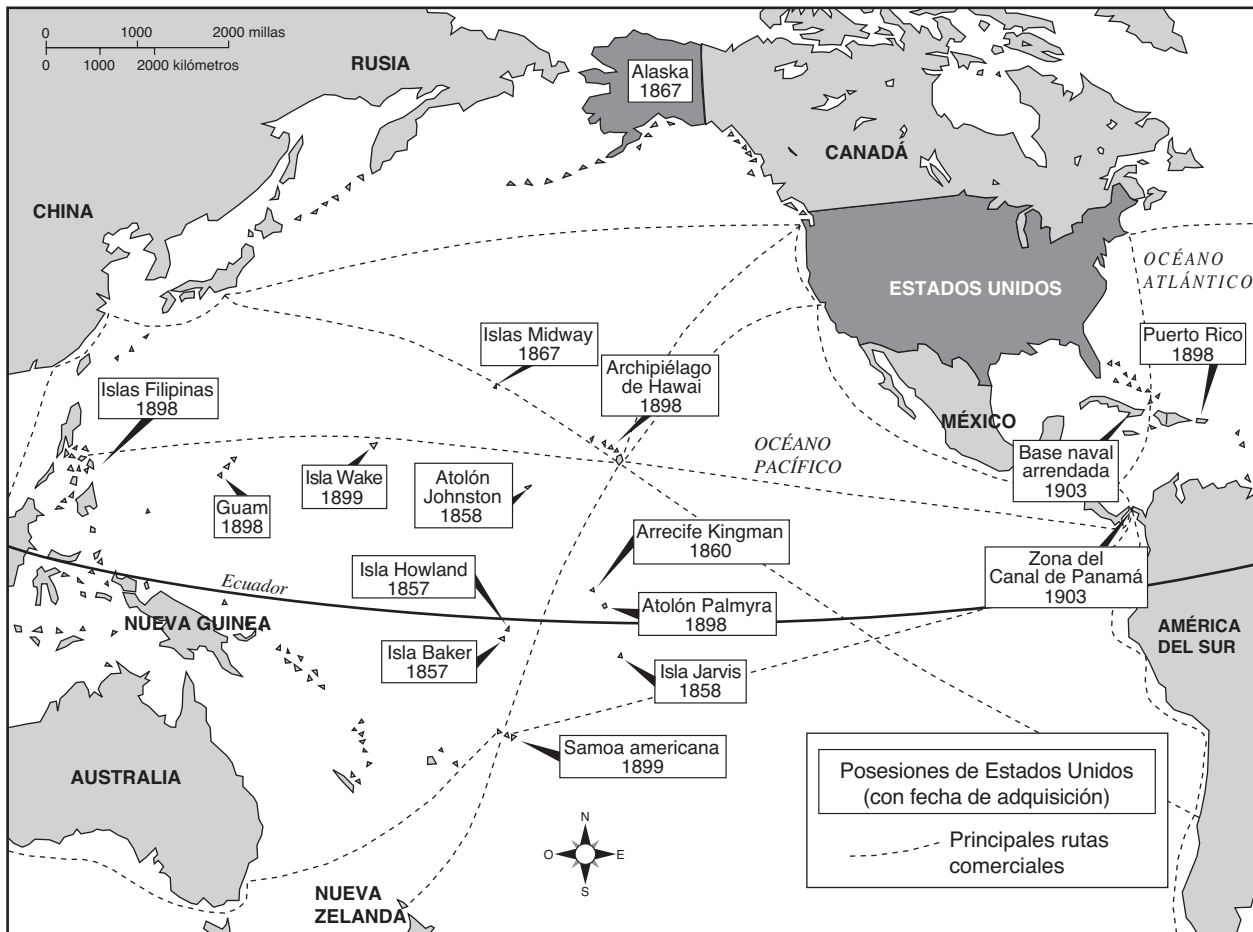 0 1000 2000 millas
0 1000 2000 kilómetros
RUSIA
Alaska
1867
CANADÁ
CHINA
OCÉANO
ATLÁNTICO
ESTADOS UNIDOS
Islas Midway
1867
Puerto Rico
1898
Archipiélago
de Hawai
1898
Islas Filipinas
1898
MÉXICO
OCÉANO
PACÍFICO
Base naval
arrendada
1903
Isla Wake
1899
Atolón
Johnston
1858
Guam
1898
Arrecife Kingman
1860
Zona del
Canal de Panamá
1903
Isla Howland
1857
Ecuador
Atolón Palmyra
1898
NUEVA GUINEA
AMÉRICA
DEL SUR
Isla Baker
1857
Isla Jarvis
1858
Samoa americana
1899
AUSTRALIA
Posesiones de Estados Unidos
(con fecha de adquisición)
Principales rutas
comerciales
N
O E
S
NUEVA
ZELANDA